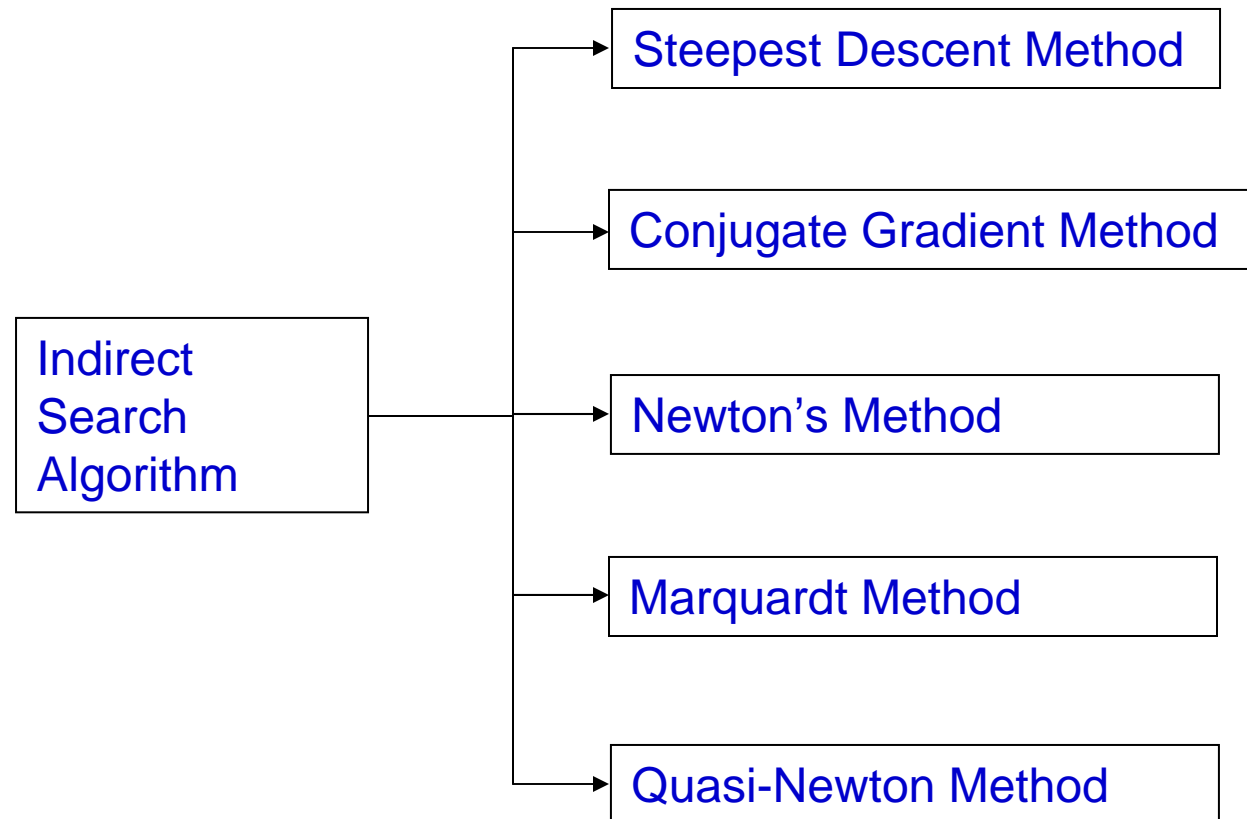 Steepest Descent Method
Conjugate Gradient Method
Indirect
Search
Algorithm
Newton’s Method
Marquardt Method
Quasi-Newton Method